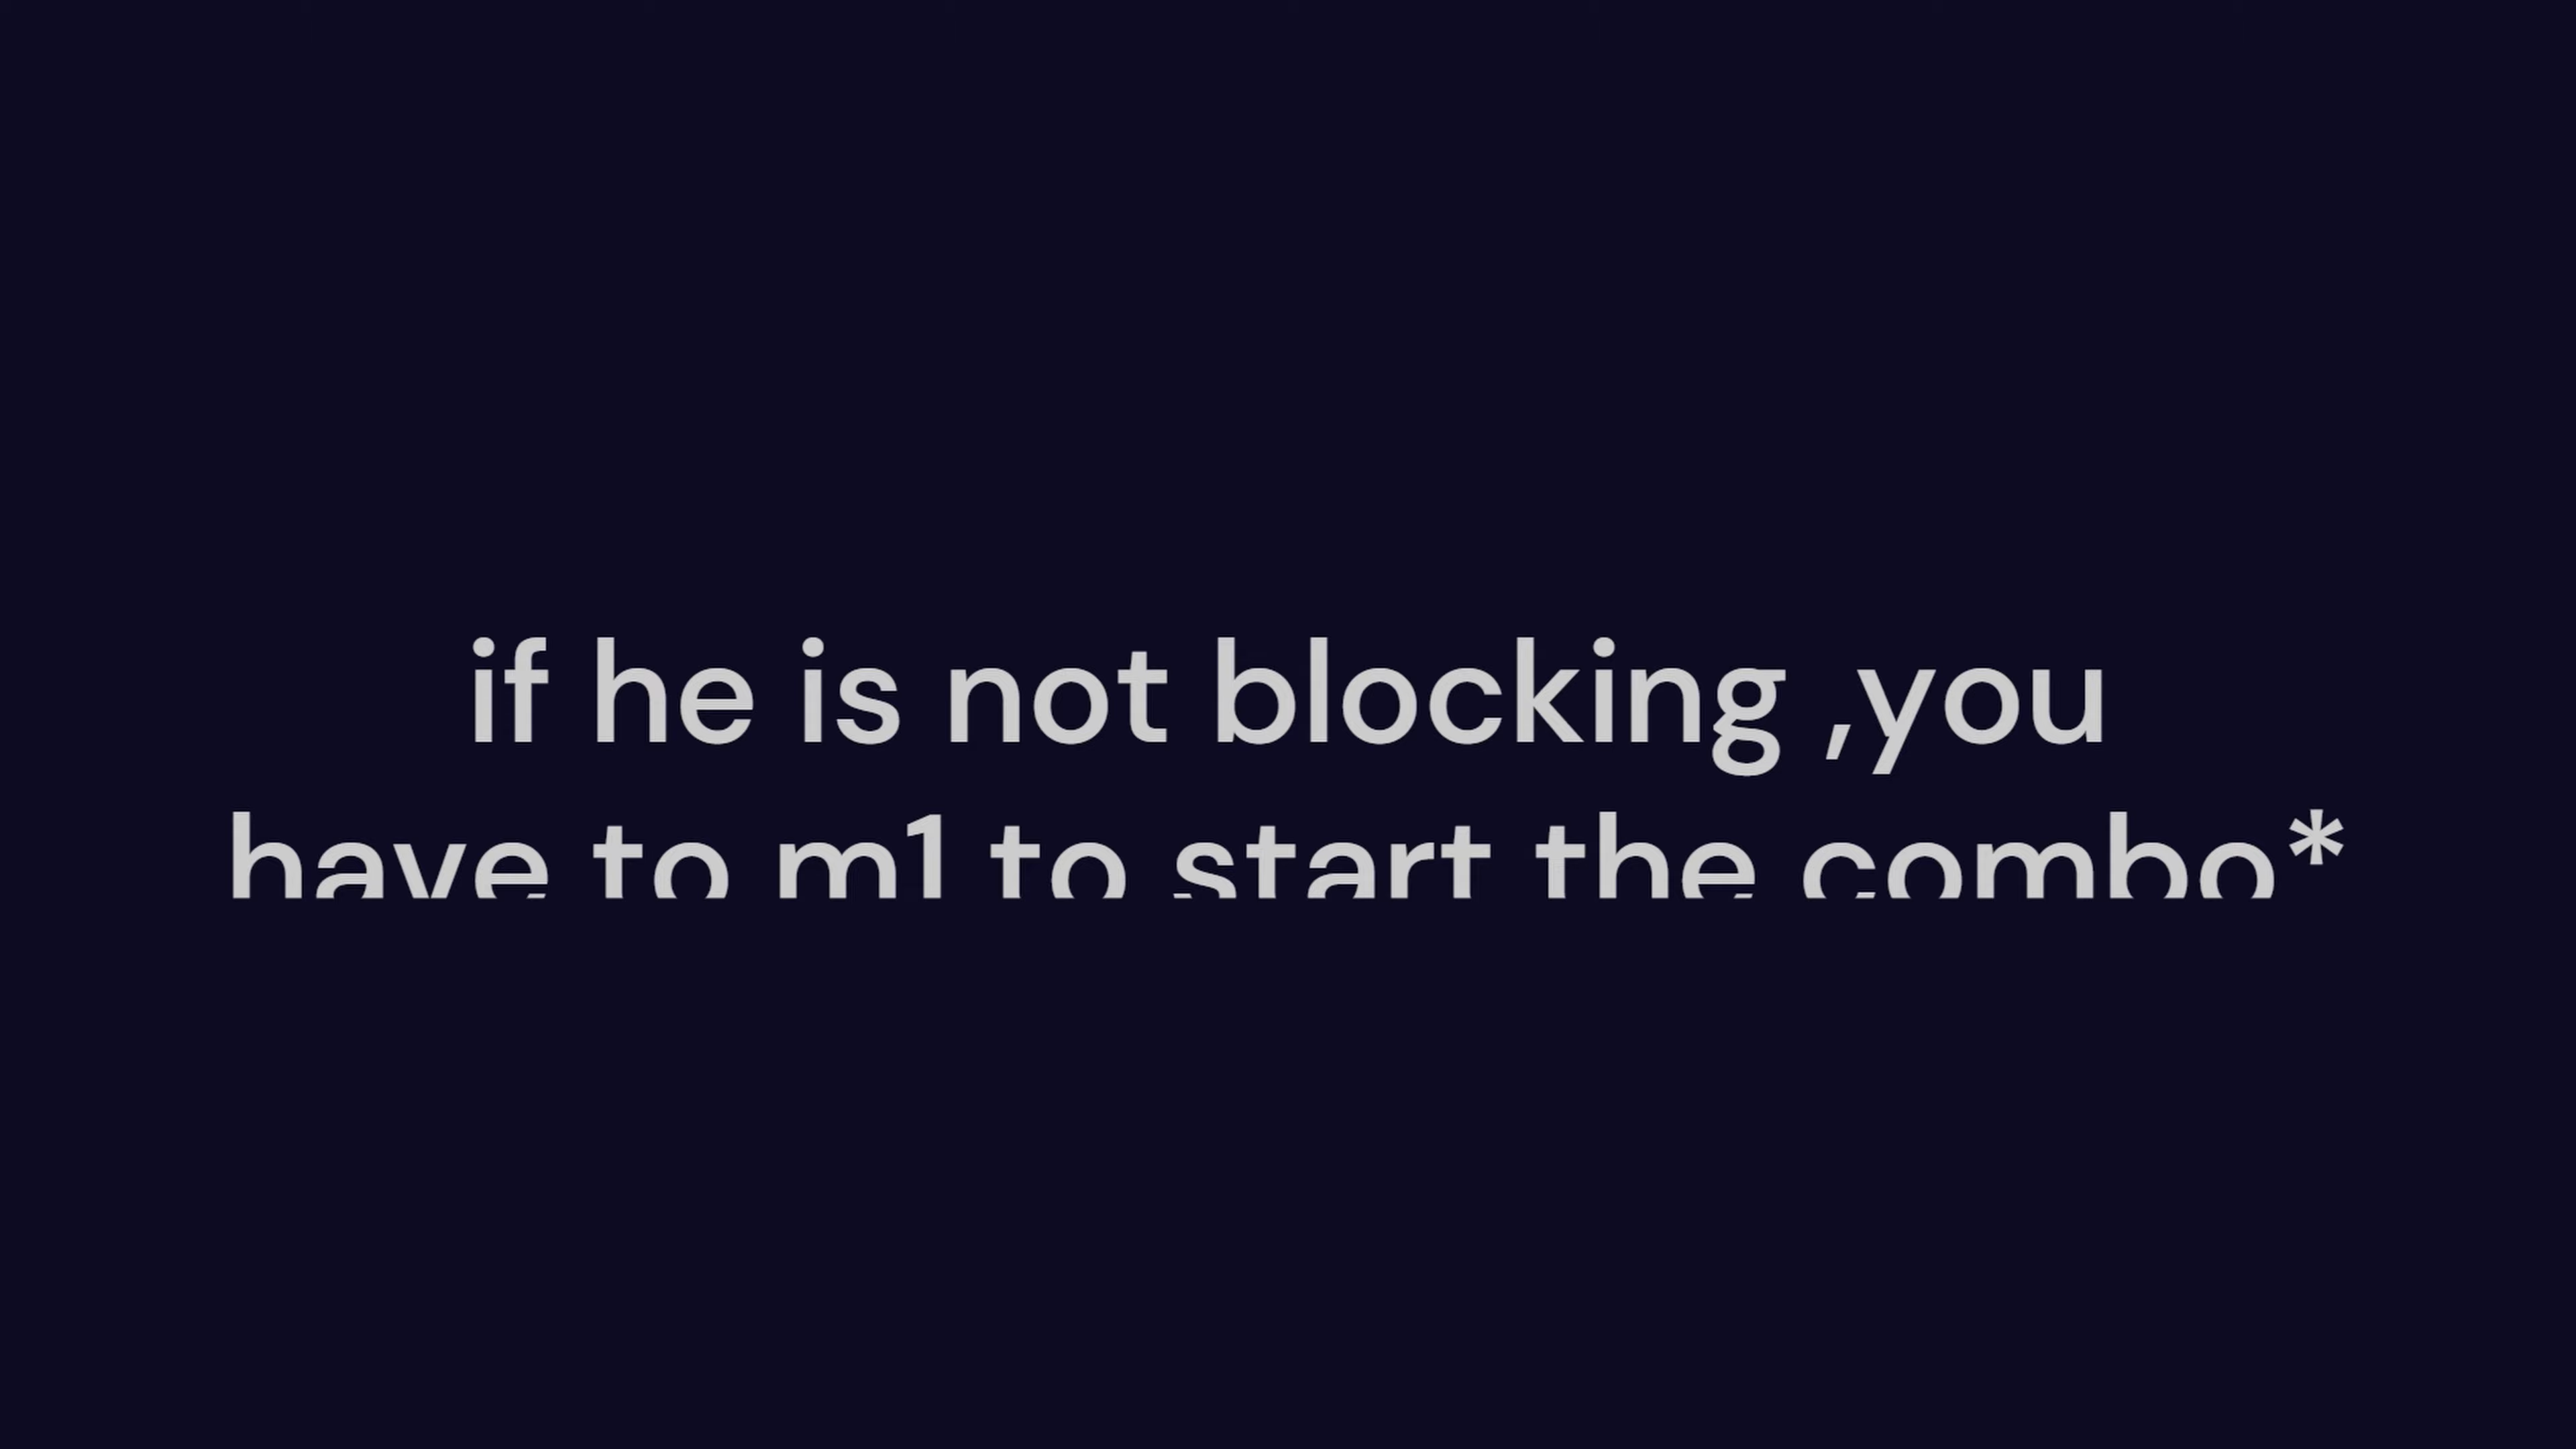 if he is not blocking ,you
have to m1 to start the combo*